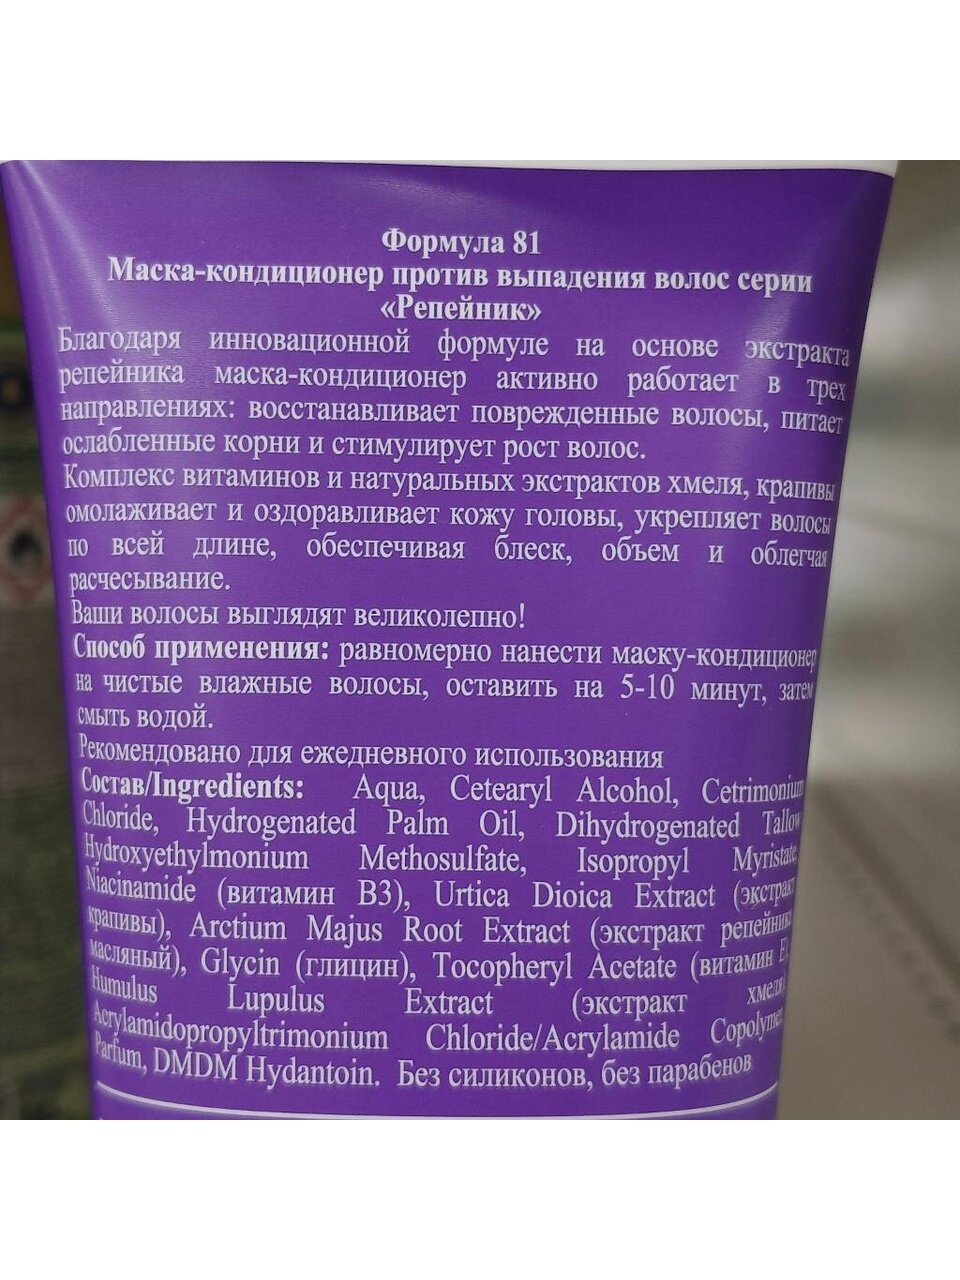 Формула 81
Маска-кондиционер против выпадения волос серии
«Репейник»
Благодаря инновационной формуле на основе экстракта
репейника маска-кондиционер активно работает в трех
направлениях: восстанавливает поврежденные волосы, питает
ослабленные корни и стимулирует рост волос.
Комплекс витаминов и натуральных экстрактов хмеля, крапивы
омолаживает и оздоравливает кожу головы, укрепляет волосы
по всей длине, обеспечивая блеск, объем и облегчая
расчесывание.
Ваши волосы выглядят великолепно!
Способ применения: равномерно нанести маску-кондиционер
на чистые влажные волосы, оставить на 5-10 минут, затем
смыть водой.
Рекомендовано для ежедневного использования
Состав/Ingredients: Aqua, Cetearyl Alcohol, Cetrimonium
Chloride, Hydrogenated Palm Oil, Dihydrogenated Tallow
Hydroxyethylmonium Methosulfate, Isopropyl Myristate,
Niacinamide (витамин В3), Urtica Dioica Extract (экстракт
крапивы), Arctium Majus Root Extract (экстракт репейника
масляный), Glycin (глицин), Tocopheryl Acetate (витамин Е),
Humulus Lupulus Extract (экстракт хмеля),
Acrylamidopropyltrimonium Chloride/Acrylamide Copolymer,
Parfum, DMDM Hydantoin. Без силиконов, без парабенов